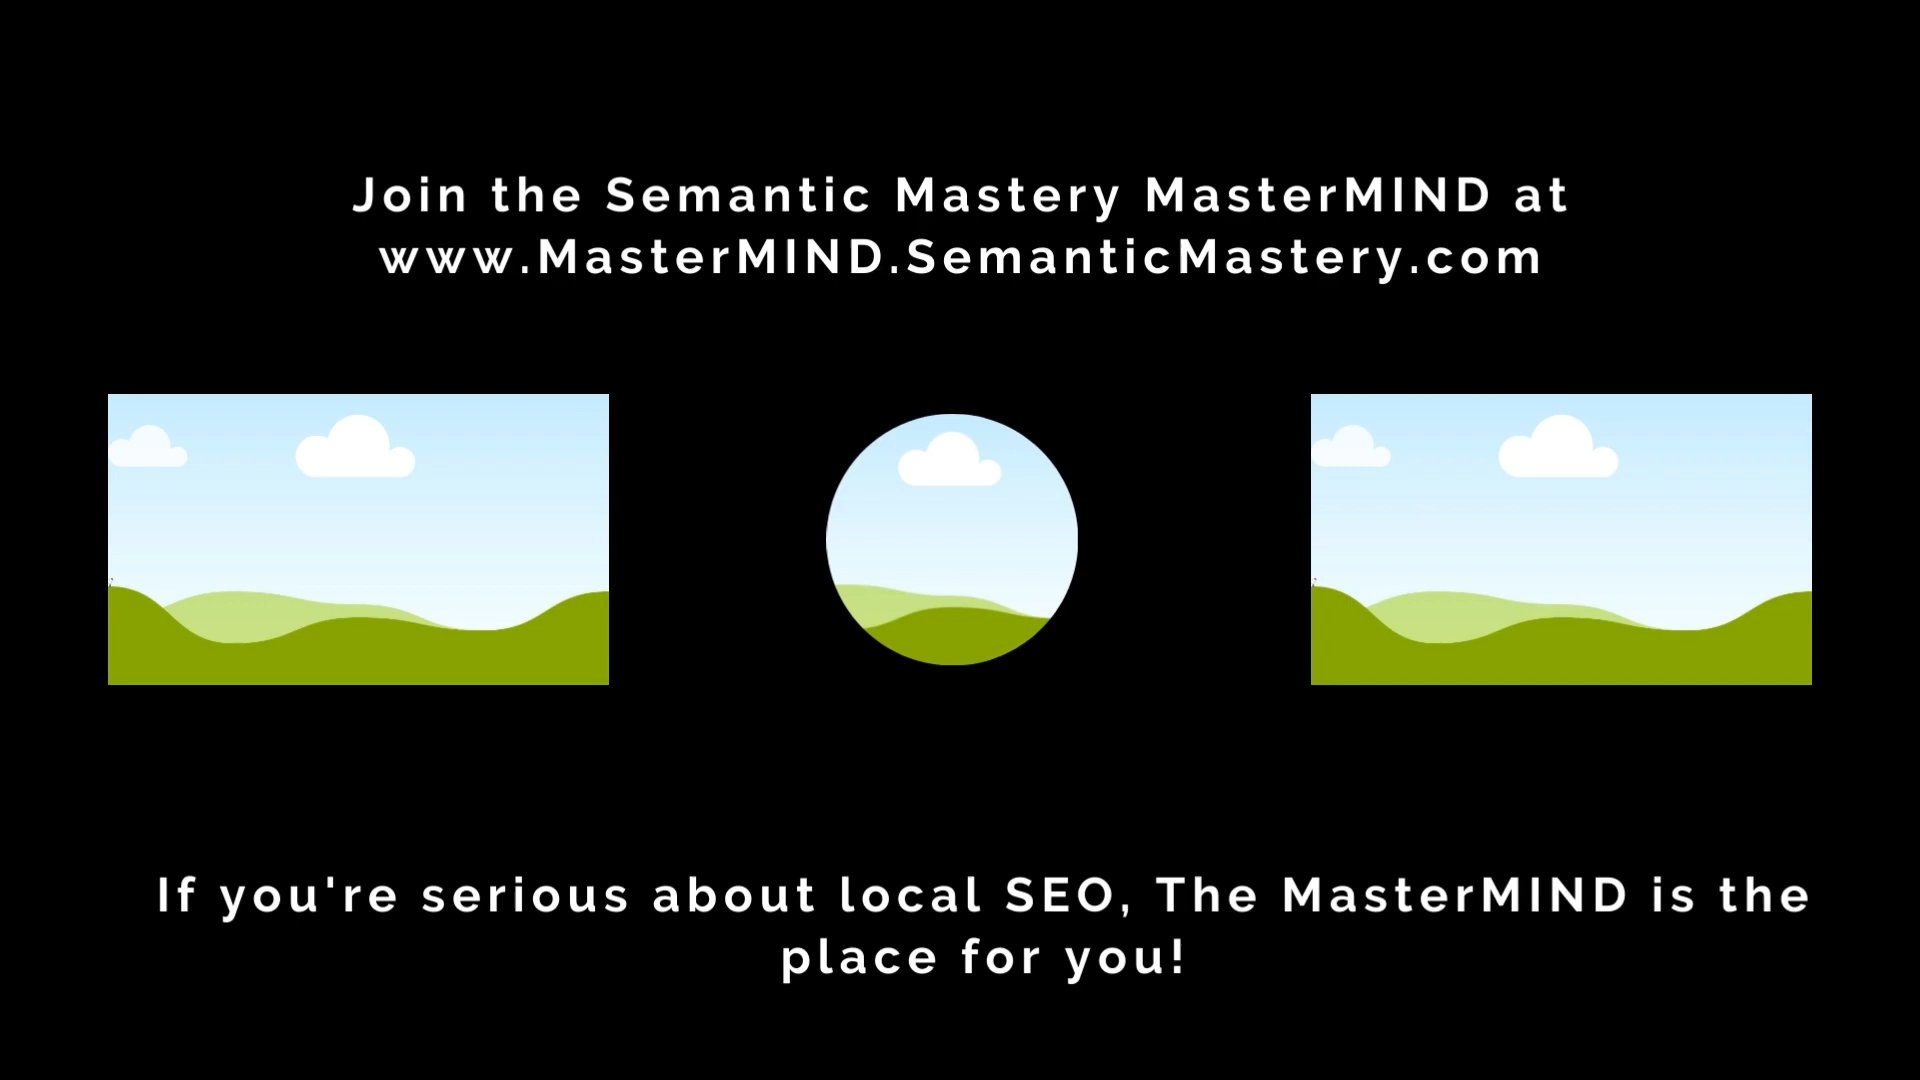 Join the Semantic Mastery MasterMIND at
www.MasterMIND.SemanticMastery.com
If you're serious about local SEO, The MasterMIND is the
place for you!